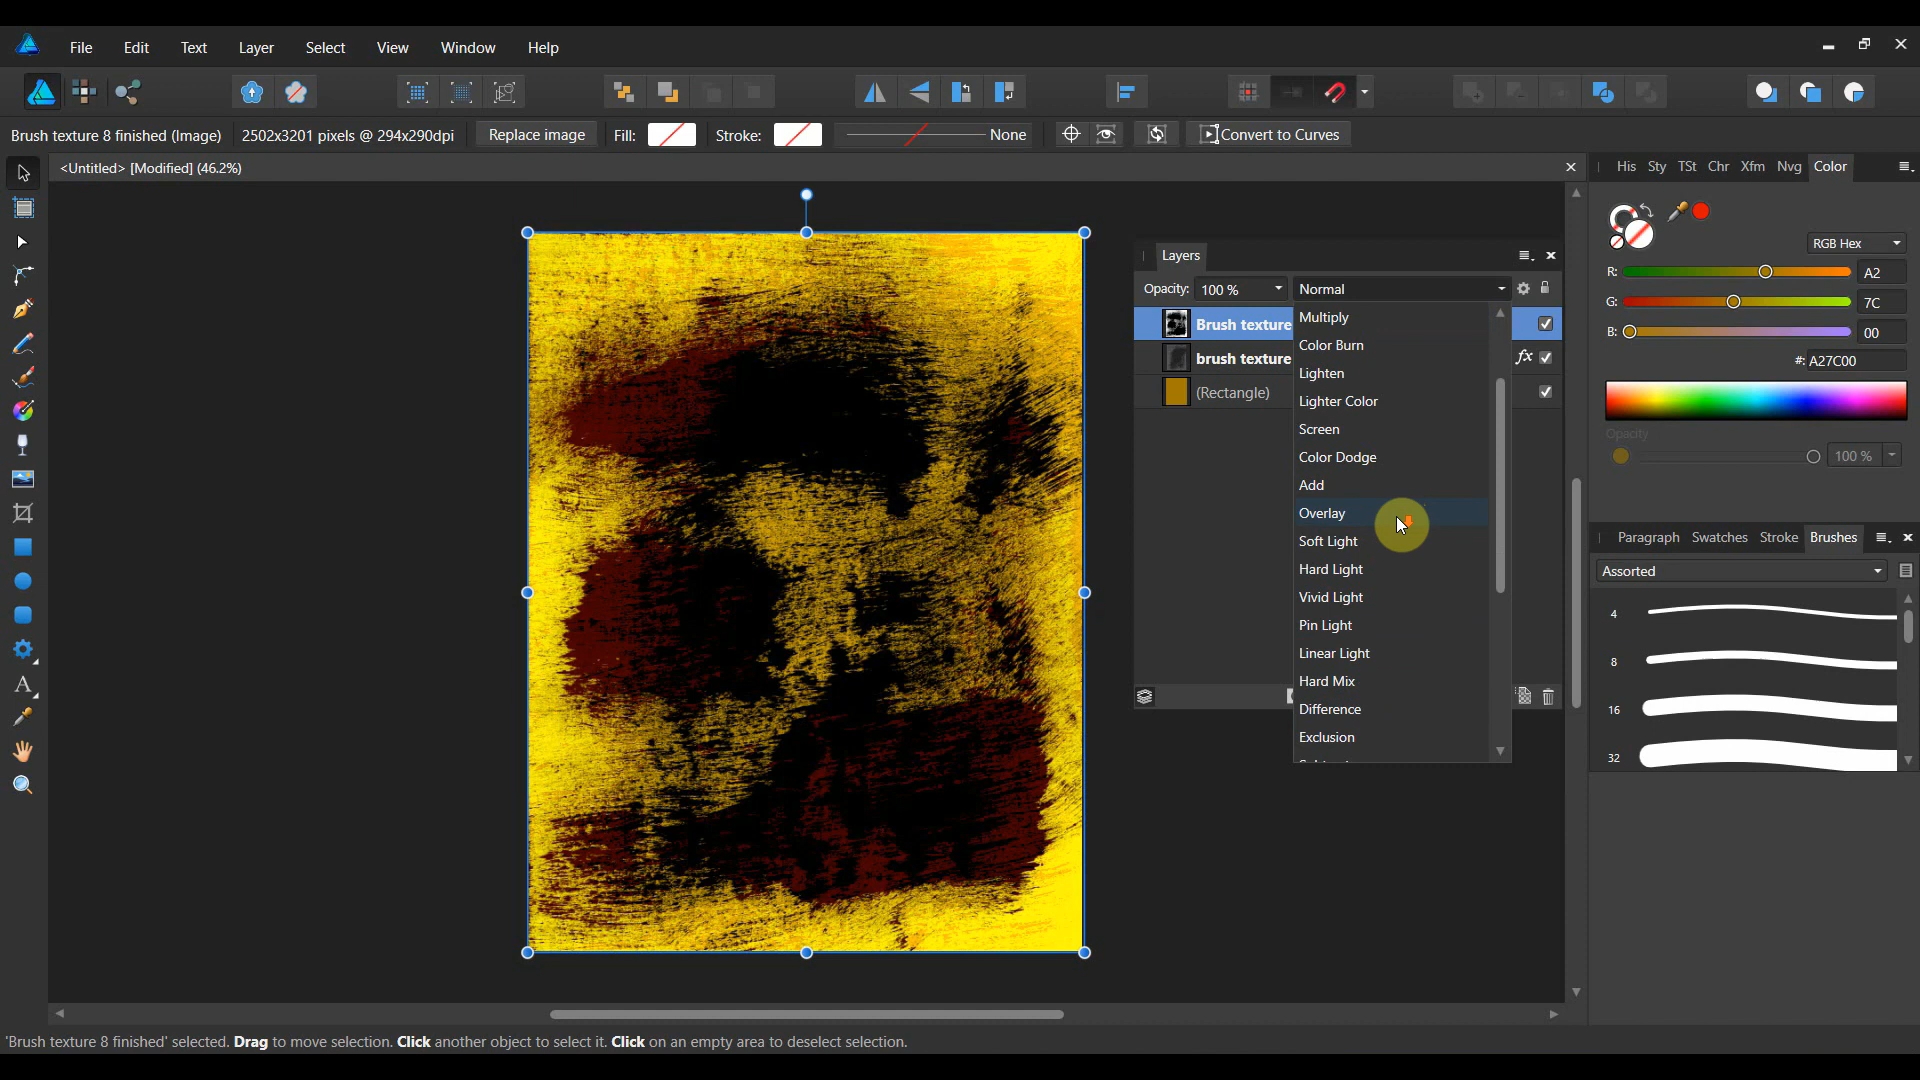 File Edit Text Layer Select View Window Help
Brush texture 8 finished (Image) 2502x3201 pixels @ 294x290dpi Replace image Fill: Stroke: None Convert to Curves
<Untitled> [Modified] (46.2%)
His Sty TSt Chr Xfm Nvg Color
RGB Hex
R: A2
G: 7C
B: 00
#: A27C00
Opacity
100 %
Layers
Opacity: 100 % Normal
Brush texture
brush texture
(Rectangle)
Multiply
Color Burn
Lighten
Lighter Color
Screen
Color Dodge
Add
Overlay
Soft Light
Hard Light
Vivid Light
Pin Light
Linear Light
Hard Mix
Difference
Exclusion
Paragraph Swatches Stroke Brushes
Assorted
4
8
16
32
'Brush texture 8 finished' selected. Drag to move selection. Click another object to select it. Click on an empty area to deselect selection.